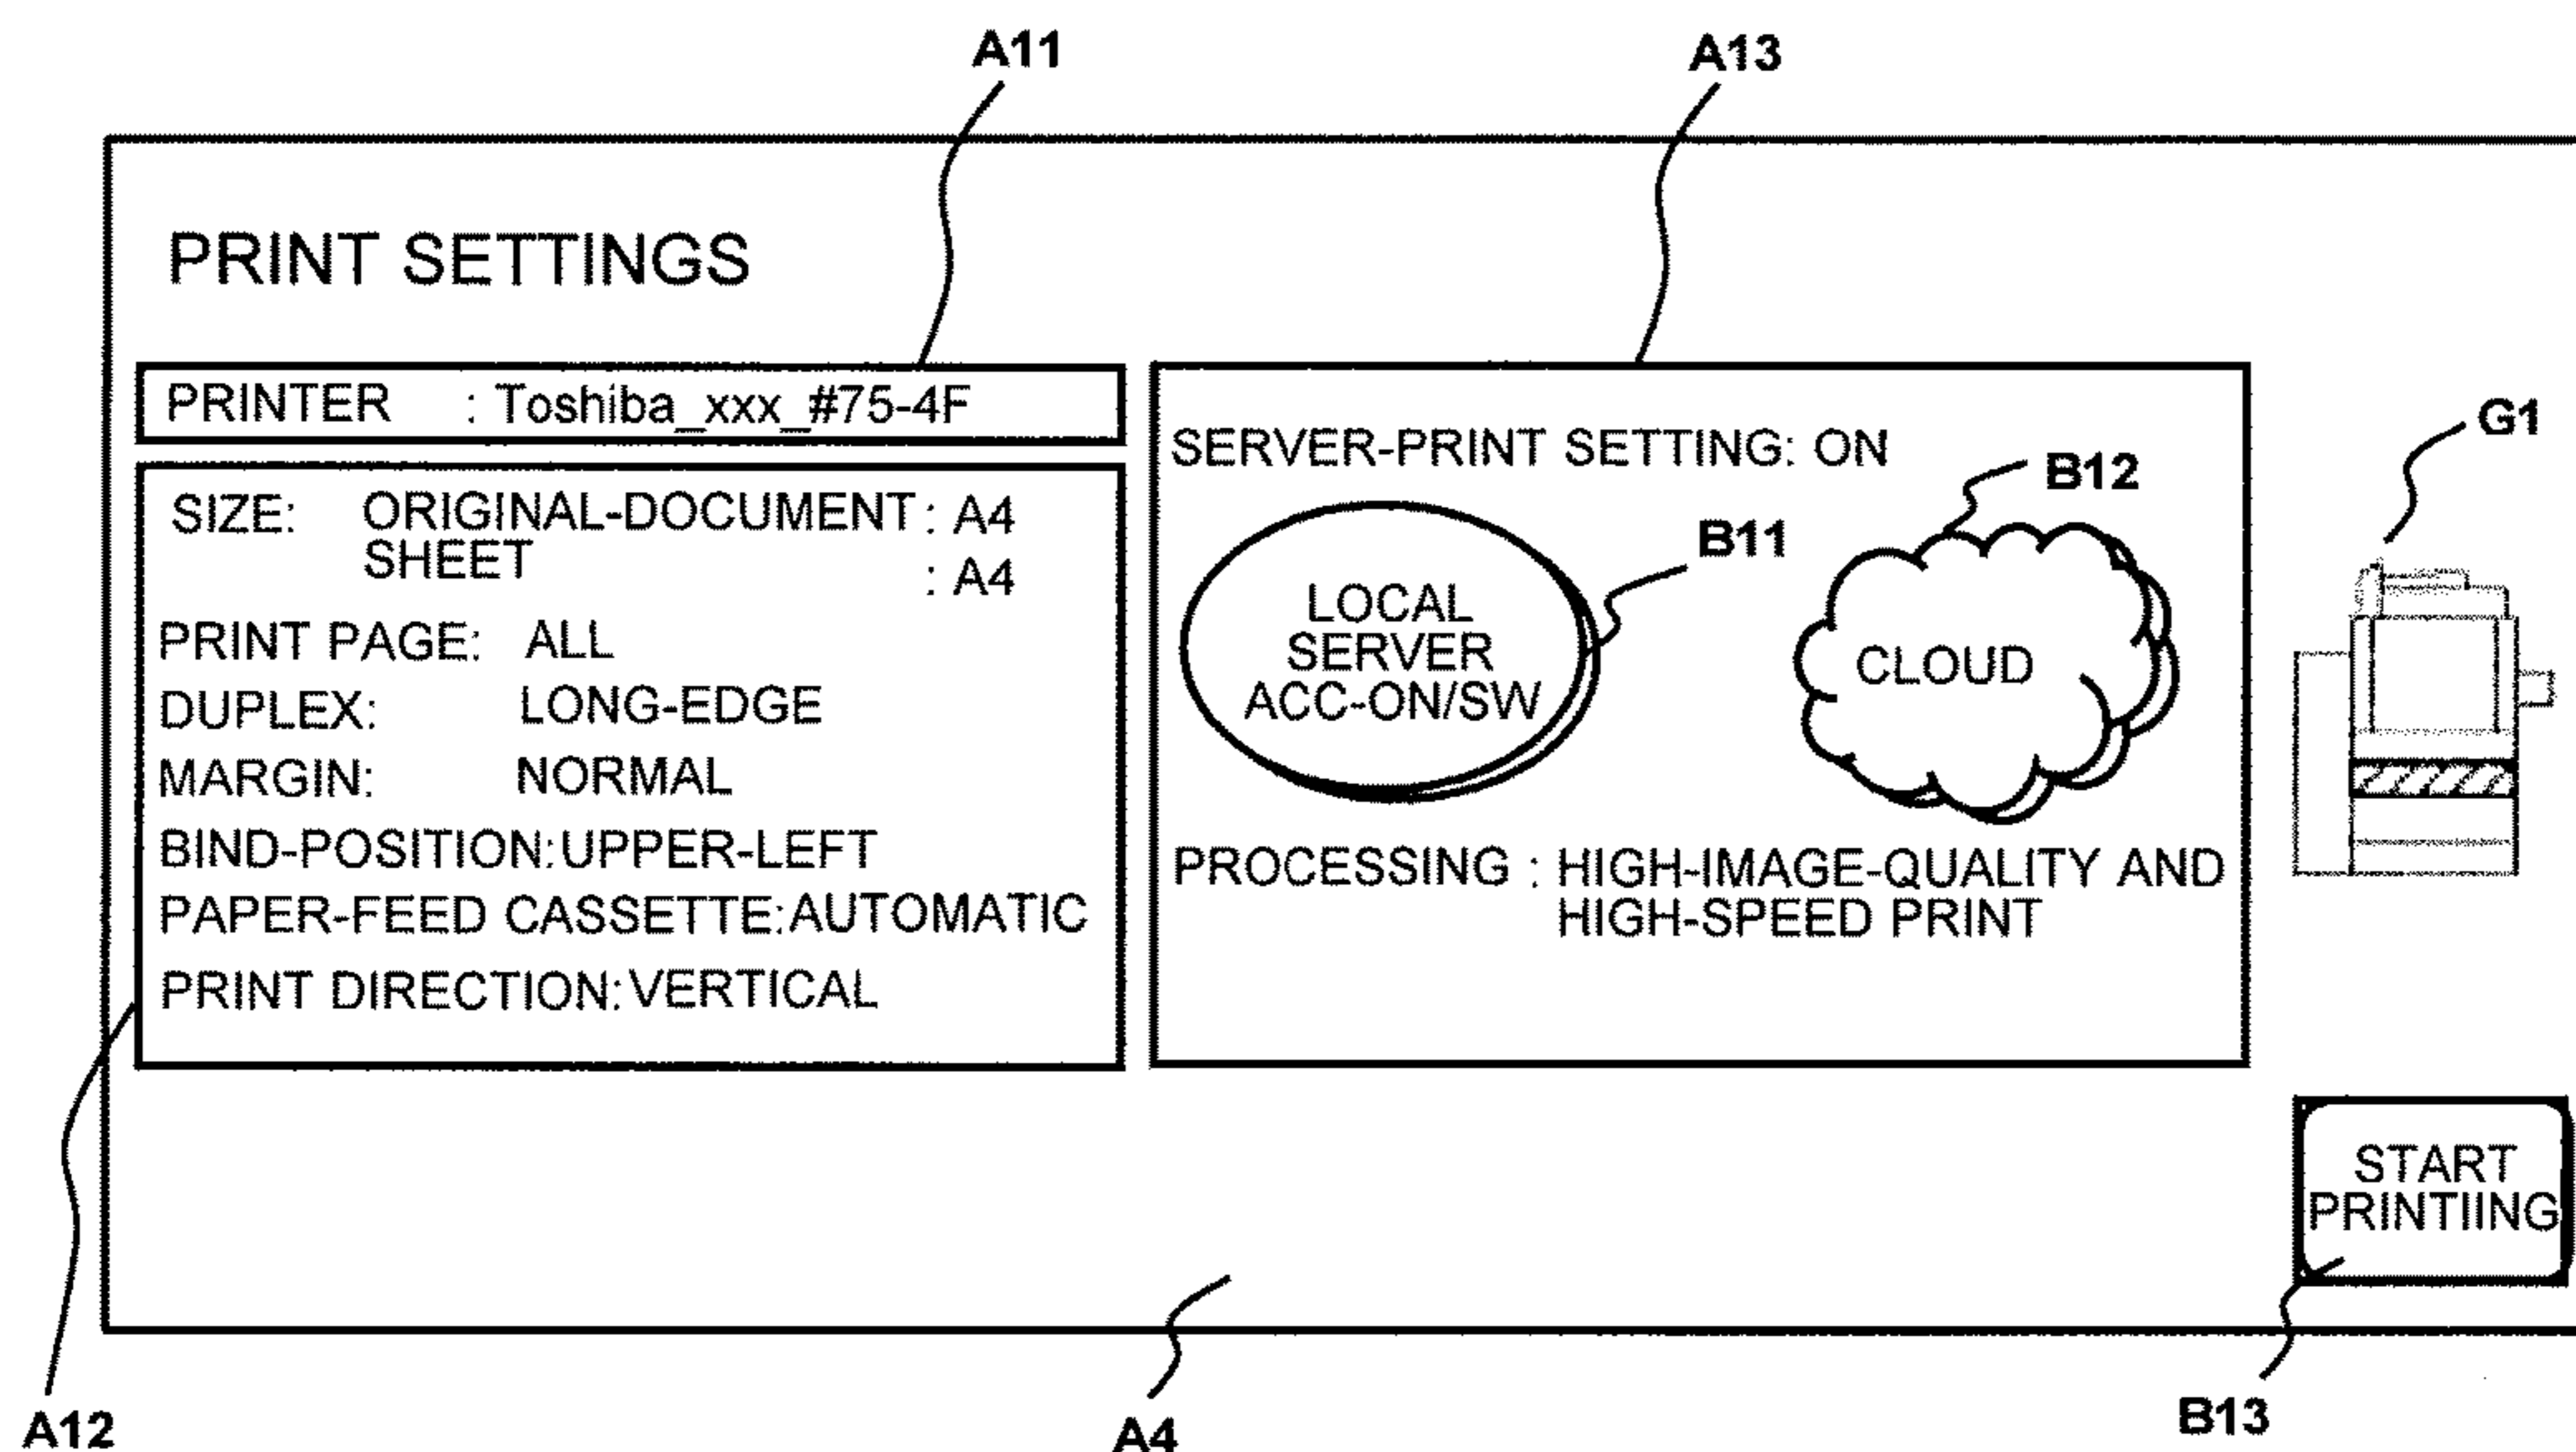 A11
A13
PRINT SETTINGS
PRINTER : Toshiba_xxx_#75-4F
SIZE: ORIGINAL-DOCUMENT : A4
SHEET : A4
PRINT PAGE: ALL
DUPLEX: LONG-EDGE
MARGIN: NORMAL
BIND-POSITION:UPPER-LEFT
PAPER-FEED CASSETTE:AUTOMATIC
PRINT DIRECTION:VERTICAL
SERVER-PRINT SETTING: ON
B12
B11
LOCAL
SERVER
ACC-ON/SW
CLOUD
PROCESSING : HIGH-IMAGE-QUALITY AND
HIGH-SPEED PRINT
G1
START
PRINTIING
A12
A4
B13